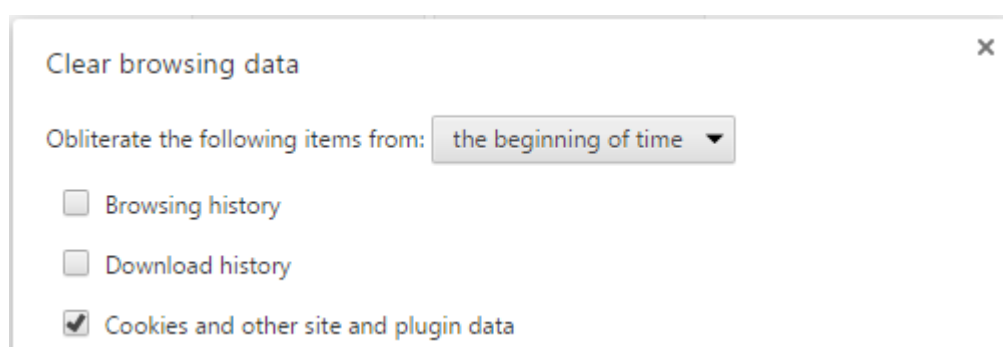 Clear browsing data
Obliterate the following items from: the beginning of time
Browsing history
Download history
Cookies and other site and plugin data